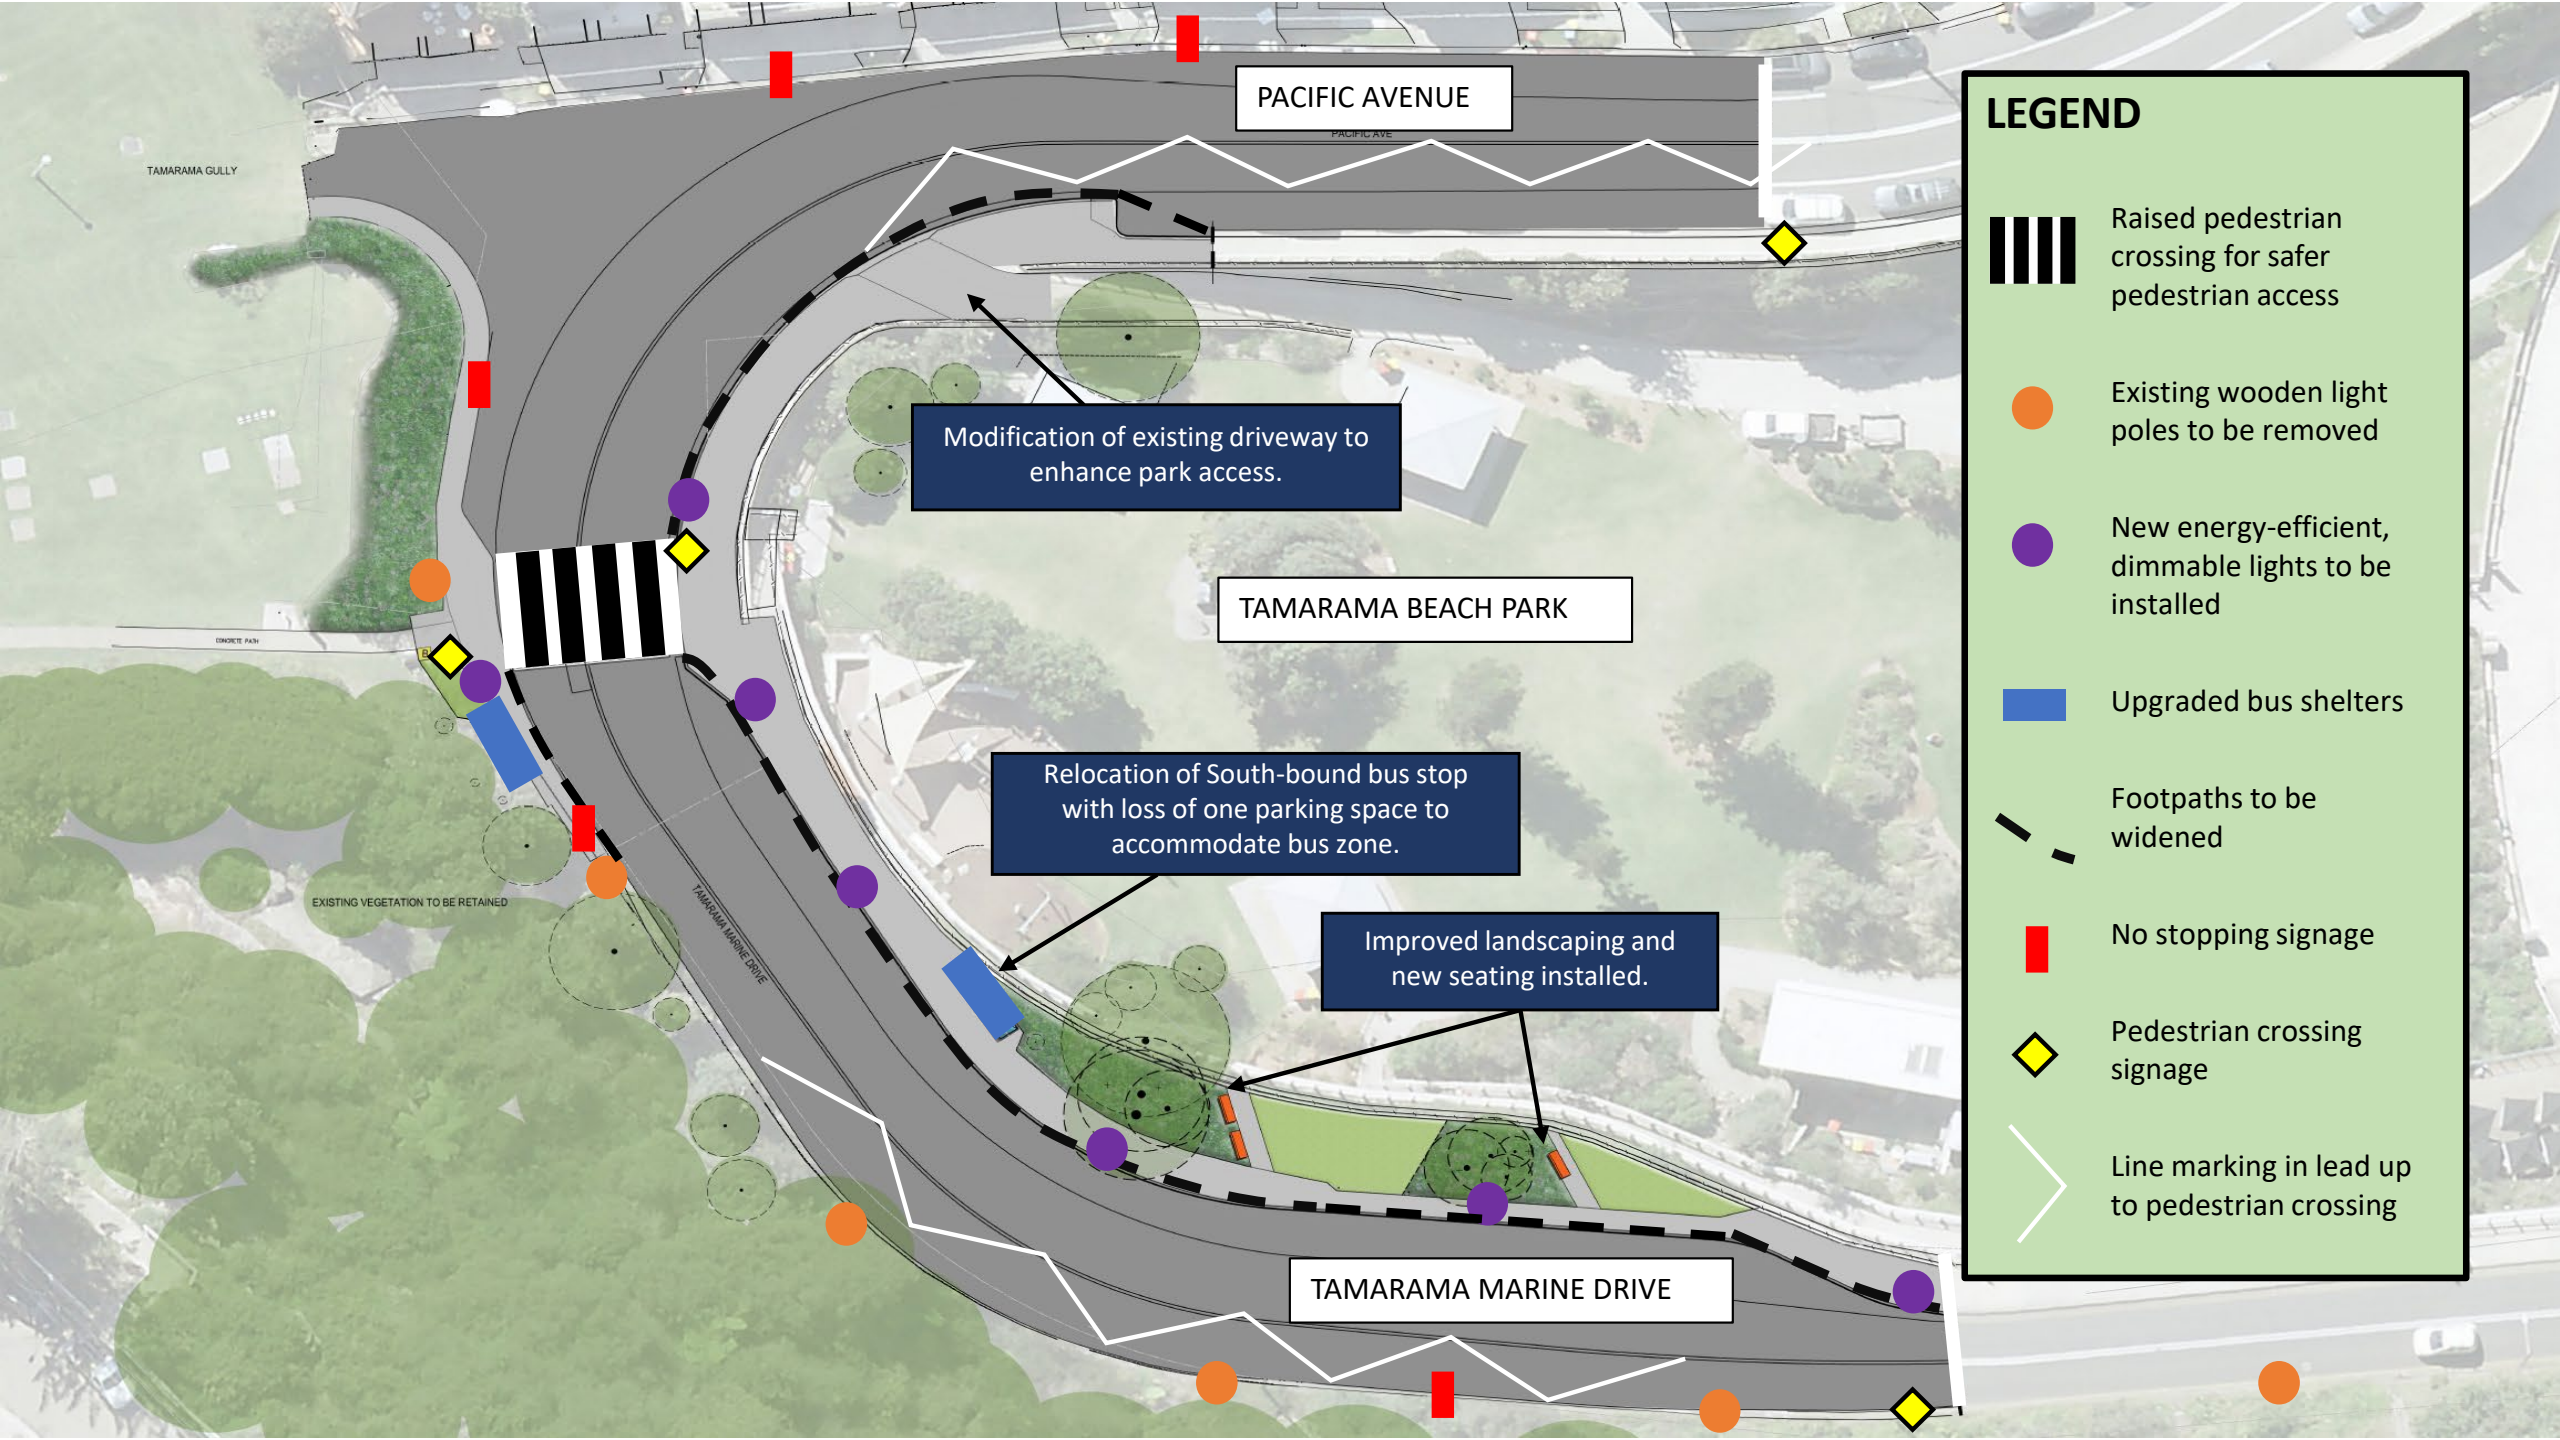 PACIFIC AVENUE
PACIFIC AVE
TAMARAMA GULLY
Modification of existing driveway to
enhance park access.
TAMARAMA BEACH PARK
CONCRETE PATH
B
Relocation of South-bound bus stop
with loss of one parking space to
accommodate bus zone.
EXISTING VEGETATION TO BE RETAINED
TAMARAMA MARINE DRIVE
Improved landscaping and
new seating installed.
TAMARAMA MARINE DRIVE
LEGEND
Raised pedestrian
crossing for safer
pedestrian access
Existing wooden light
poles to be removed
New energy-efficient,
dimmable lights to be
installed
Upgraded bus shelters
Footpaths to be
widened
No stopping signage
Pedestrian crossing
signage
Line marking in lead up
to pedestrian crossing